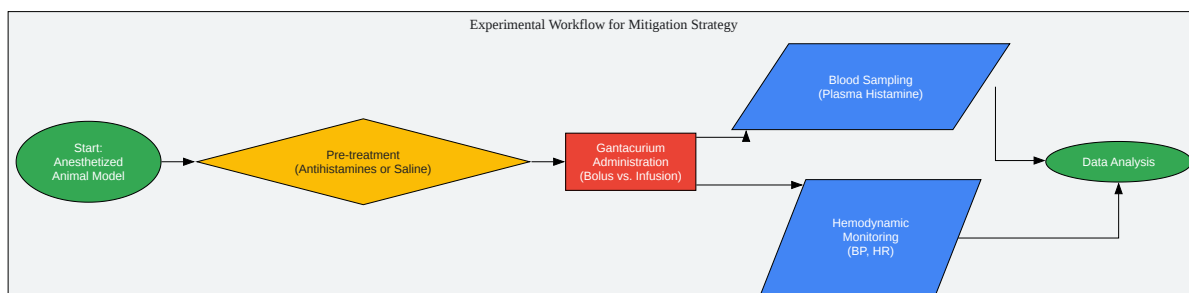 Experimental Workflow for Mitigation Strategy
Start:
Anesthetized
Animal Model
Pre-treatment
(Antihistamines or Saline)
Gantacurium
Administration
(Bolus vs. Infusion)
Blood Sampling
(Plasma Histamine)
Hemodynamic
Monitoring
(BP, HR)
Data Analysis